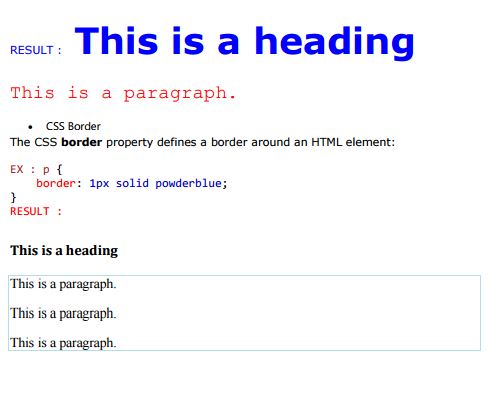 RESULT : This is a heading
This is a paragraph.
• CSS Border
The CSS border property defines a border around an HTML element:
EX : p {
    border: 1px solid powderblue;
}
RESULT :
This is a heading
This is a paragraph.
This is a paragraph.
This is a paragraph.